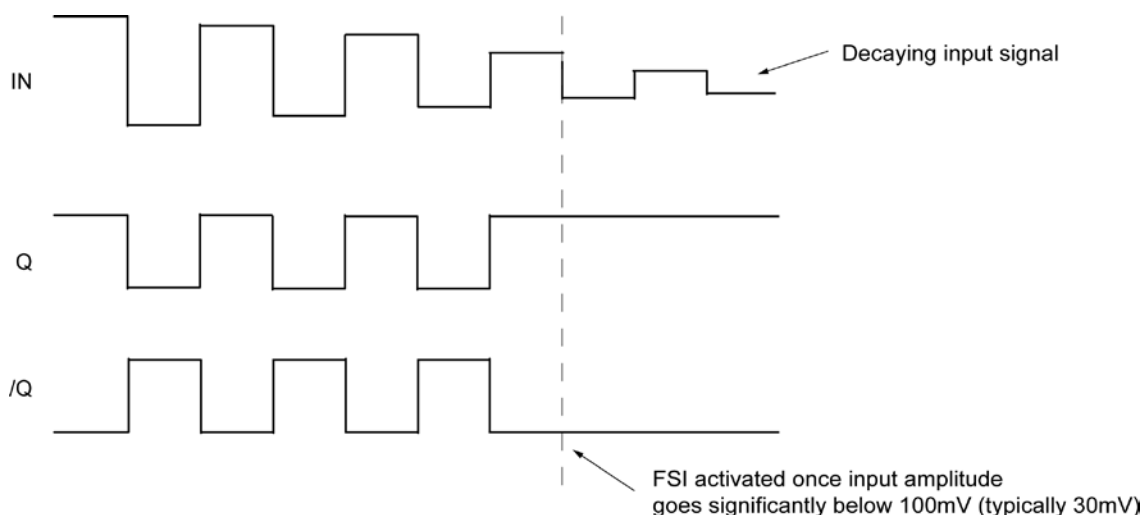 IN
Decaying input signal
Q
/Q
FSI activated once input amplitude
goes significantly below 100mV (typically 30mV)